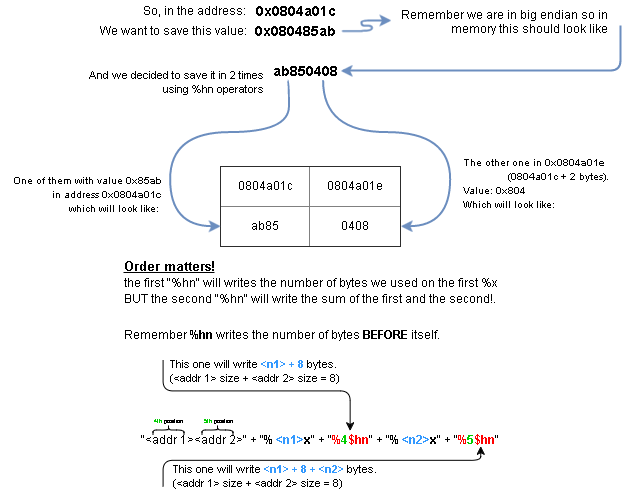 So, in the address: 0x0804a01c
We want to save this value: 0x080485ab
Remember we are in big endian so in
memory this should look like
ab850408
And we decided to save it in 2 times
using %hn operators
One of them with value 0x85ab
in address 0x0804a01c
which will look like:
0804a01c 0804a01e
ab85 0408
The other one in 0x0804a01e
(0804a01c + 2 bytes).
Value: 0x804
Which will look like:
Order matters!
the first "%hn" will writes the number of bytes we used on the first %x
BUT the second "%hn" will write the sum of the first and the second!.
Remember %hn writes the number of bytes BEFORE itself.
This one will write <n1> + 8 bytes.
(<addr 1> size + <addr 2> size = 8)
4th position 5th position
"<addr 1><addr 2>" + "% <n1>x" + "%4$hn" + "% <n2>x" + "%5$hn"
This one will write <n1> + 8 + <n2> bytes.
(<addr 1> size + <addr 2> size = 8)